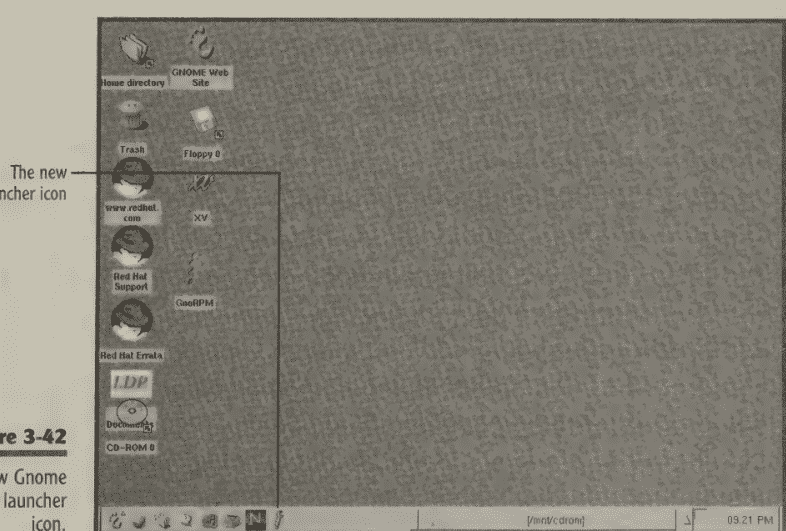 Home directory
GNOME Web
Site
Trash
Floppy 0
The new
ncher icon
www.redhat.
com
XV
Red Hat
Support
GnoRPM
Red Hat Errata
LDP
Documents
CD-ROM 0
re 3-42
w Gnome
launcher
icon.
N
[/mnt/cdrom]
09:21 PM